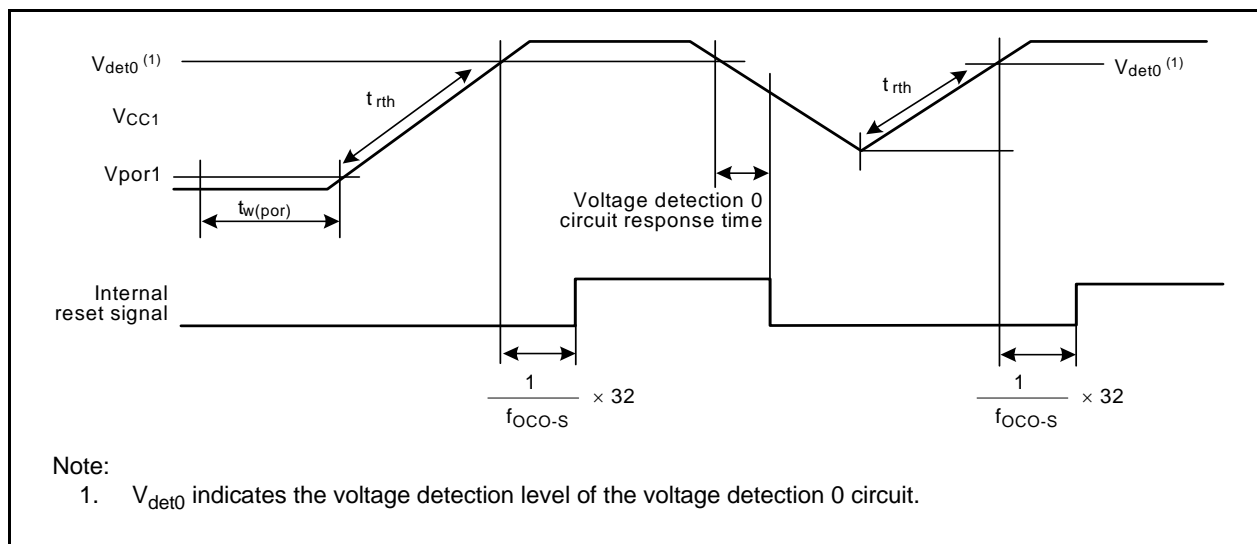 Vdet0 (1)
trth
VCC1
Vpor1
tw(por)
Voltage detection 0
circuit response time
trth
Vdet0 (1)
Internal
reset signal
1
fOCO-S
× 32
1
fOCO-S
× 32
Note:
1. Vdet0 indicates the voltage detection level of the voltage detection 0 circuit.